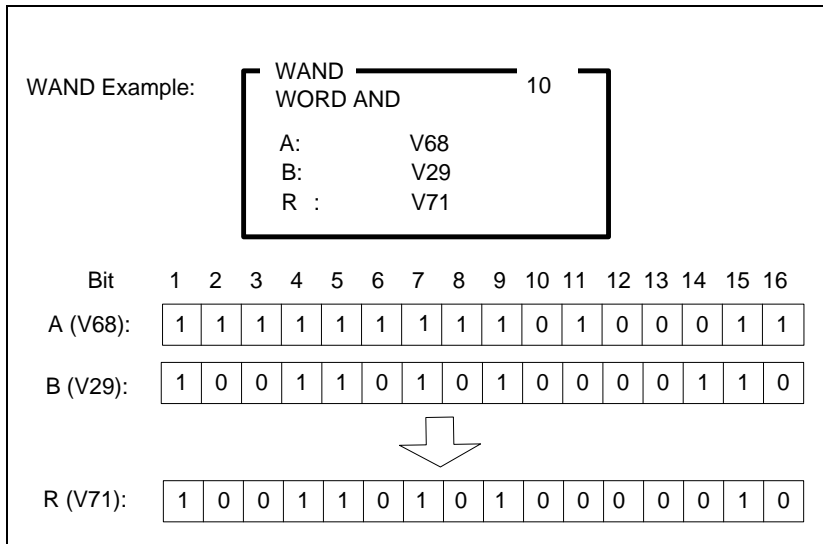 WAND Example:
WAND 10
WORD AND
A: V68
B: V29
R : V71
Bit 1 2 3 4 5 6 7 8 9 10 11 12 13 14 15 16
A (V68): 1 1 1 1 1 1 1 1 1 0 1 0 0 0 1 1
B (V29): 1 0 0 1 1 0 1 0 1 0 0 0 0 1 1 0
R (V71): 1 0 0 1 1 0 1 0 1 0 0 0 0 0 1 0